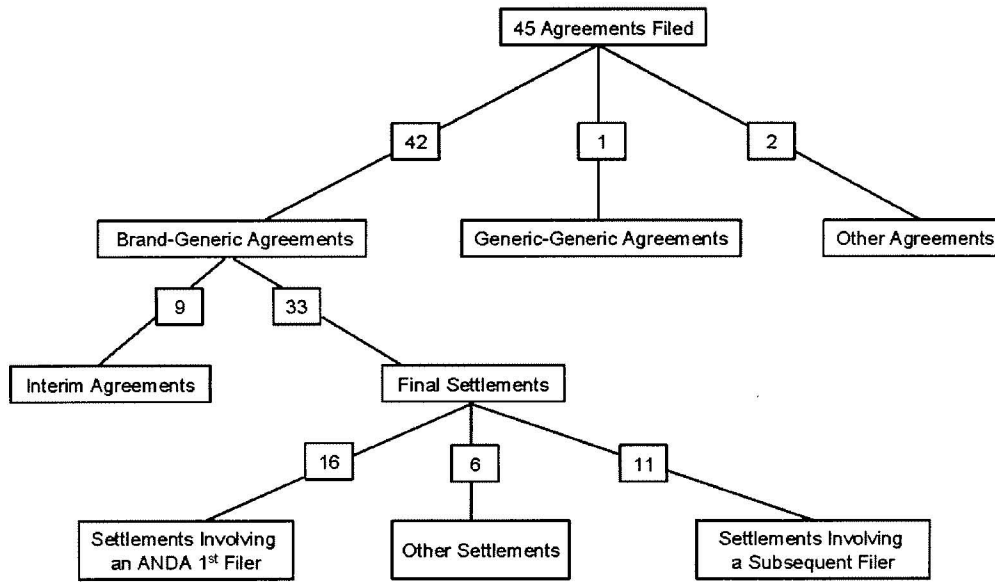 45 Agreements Filed
42
1
2
Brand-Generic Agreements
Generic-Generic Agreements
Other Agreements
9
33
Interim Agreements
Final Settlements
16
6
11
Settlements Involving
an ANDA 1st Filer
Other Settlements
Settlements Involving
a Subsequent Filer